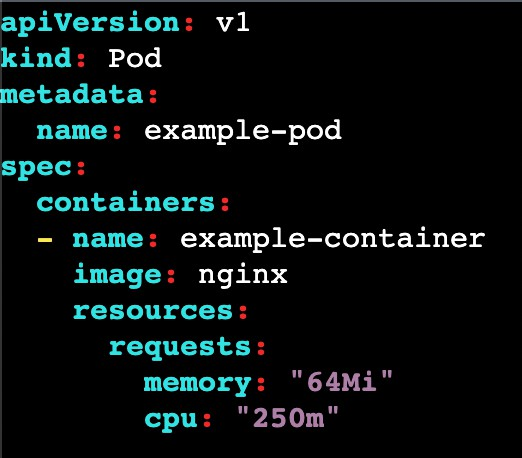 apiVersion: v1
kind: Pod
metadata:
  name: example-pod
spec:
  containers:
  - name: example-container
    image: nginx
    resources:
      requests:
        memory: "64Mi"
        cpu: "250m"